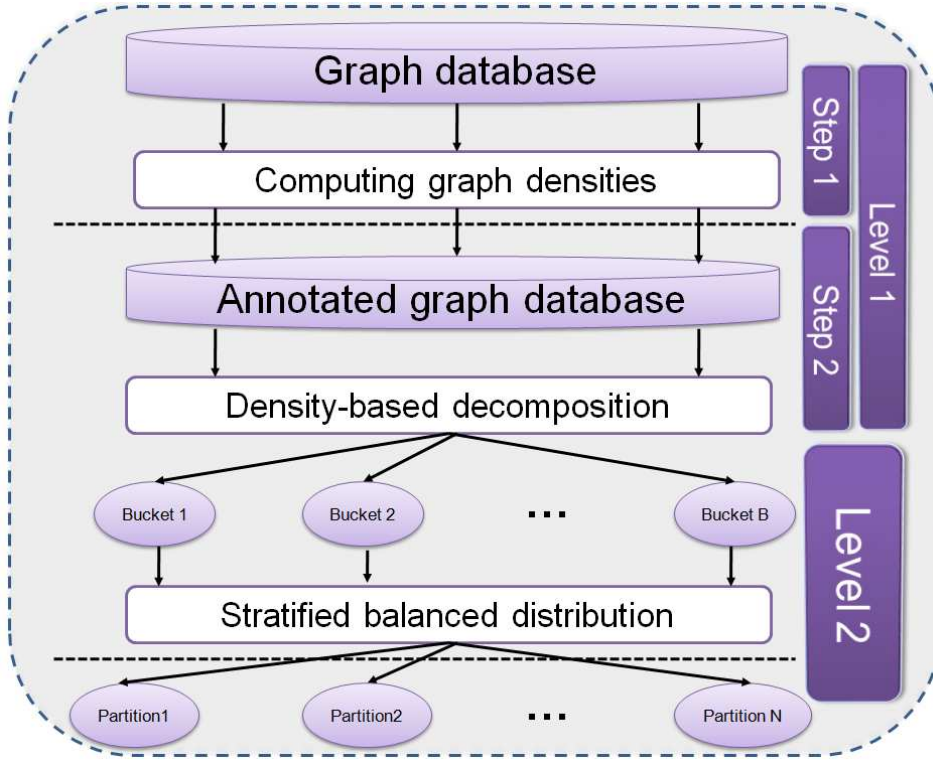 Graph database
Step 1
Level 1
Computing graph densities
Annotated graph database
Step 2
Density-based decomposition
Bucket 1
Bucket 2
...
Bucket B
Level 2
Stratified balanced distribution
Partition1
Partition2
...
Partition N